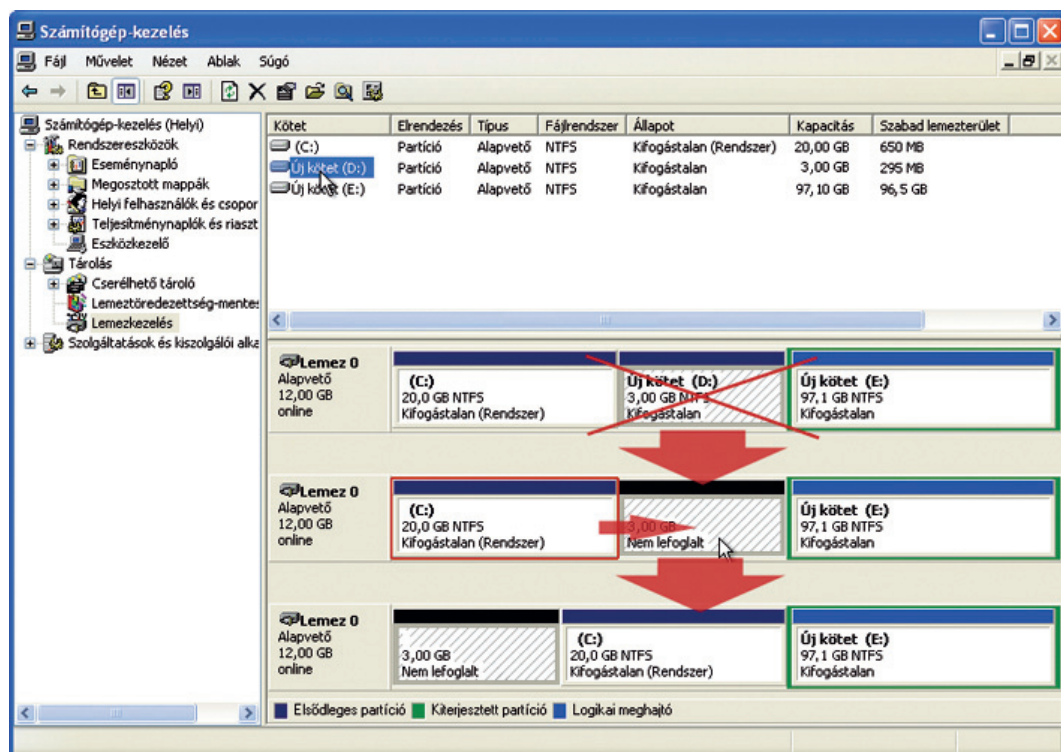 Számítógép-kezelés
Fájl Művelet Nézet Ablak Súgó
Számítógép-kezelés (Helyi)
Rendszereszközök
Eseménynapló
Megosztott mappák
Helyi felhasználók és csopor
Teljesítménynaplók és riaszt
Eszközkezelő
Tárolás
Cserélhető tároló
Lemeztöredezettség-mentes
Lemezkezelés
Szolgáltatások és kiszolgálói alka
Kötet Elrendezés Típus Fájlrendszer Állapot Kapacitás Szabad lemezterület
(C:) Partíció Alapvető NTFS Kifogástalan (Rendszer) 20,00 GB 650 MB
Új kötet (D:) Partíció Alapvető NTFS Kifogástalan 3,00 GB 295 MB
Új kötet (E:) Partíció Alapvető NTFS Kifogástalan 97,10 GB 96,5 GB
Lemez 0
Alapvető
12,00 GB
online
(C:)
20,0 GB NTFS
Kifogástalan (Rendszer)
Új kötet (D:)
3,00 GB NTFS
Kifogástalan
Új kötet (E:)
97,1 GB NTFS
Kifogástalan
Lemez 0
Alapvető
12,00 GB
online
(C:)
20,0 GB NTFS
Kifogástalan (Rendszer)
3,00 GB
Nem lefoglalt
Új kötet (E:)
97,1 GB NTFS
Kifogástalan
Lemez 0
Alapvető
12,00 GB
online
3,00 GB
Nem lefoglalt
(C:)
20,0 GB NTFS
Kifogástalan (Rendszer)
Új kötet (E:)
97,1 GB NTFS
Kifogástalan
Elsődleges partíció Kiterjesztett partíció Logikai meghajtó